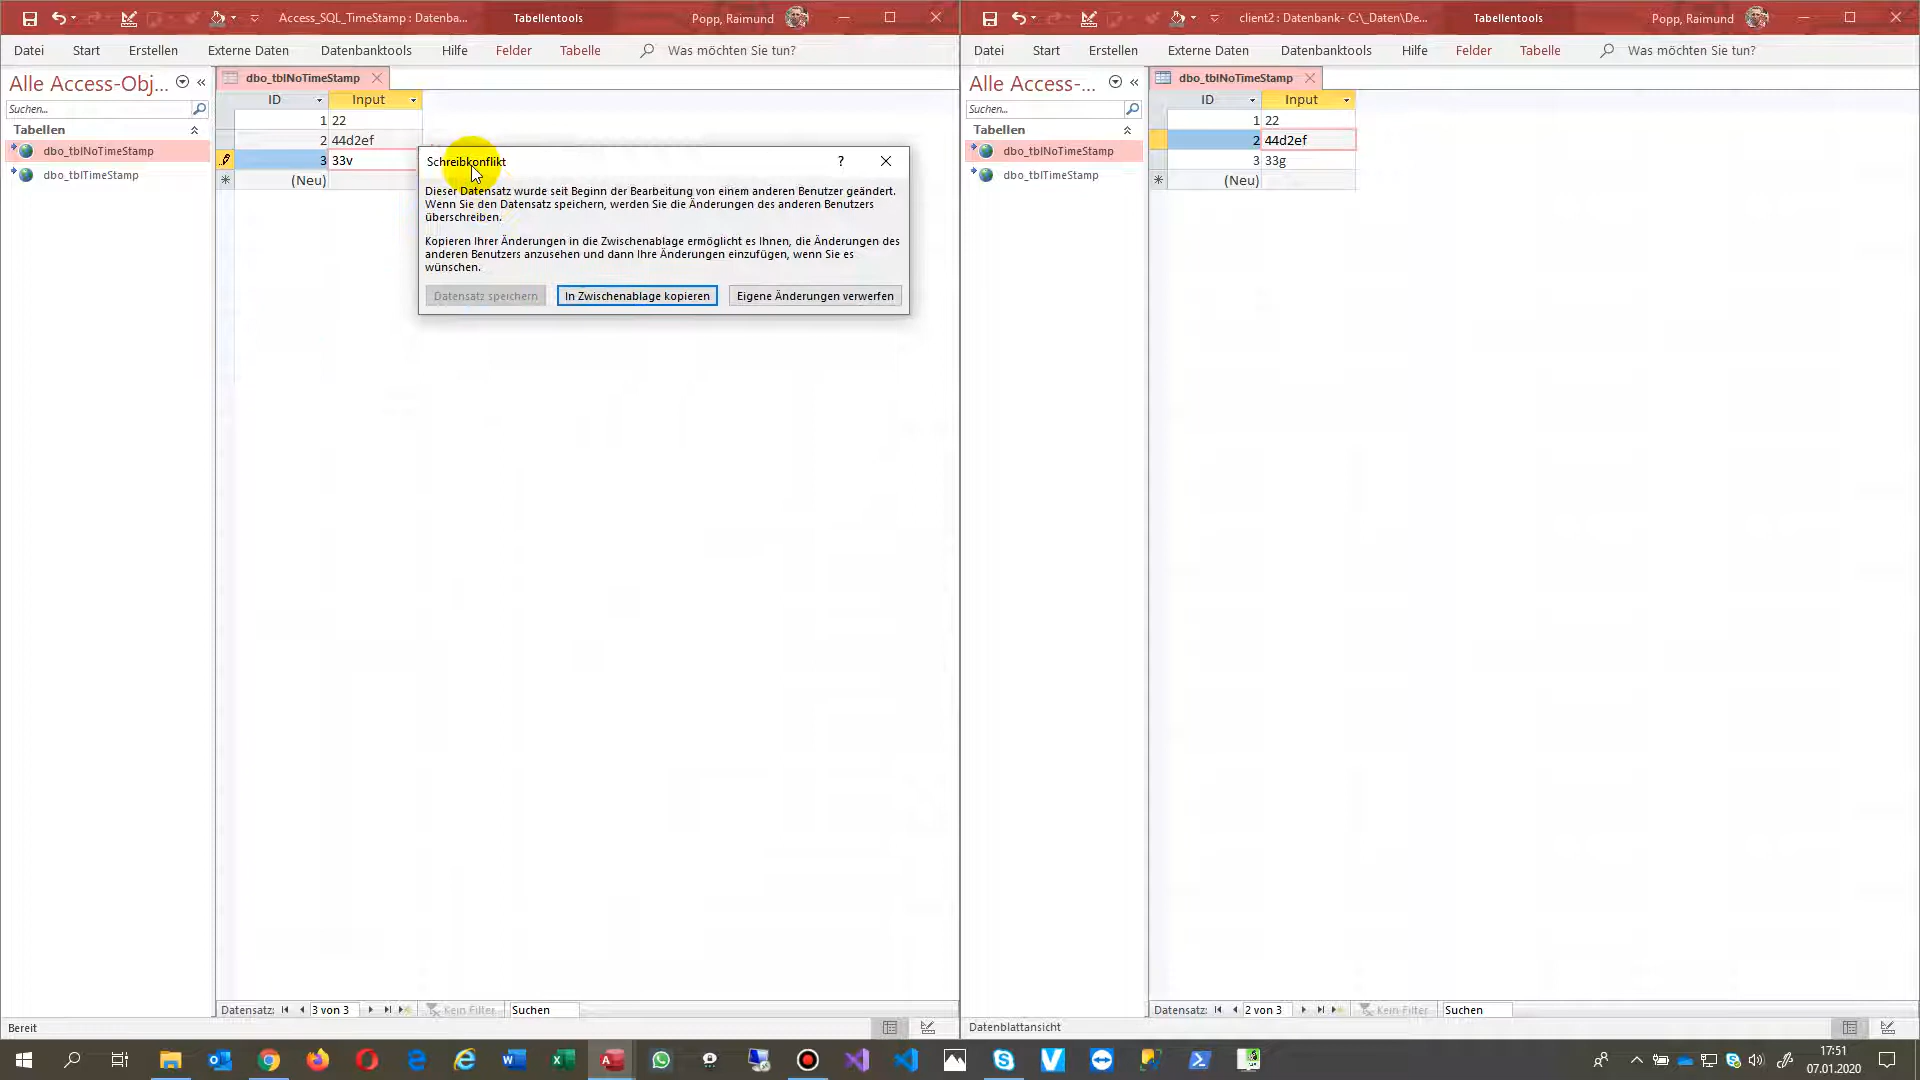 Access_SQL_TimeStamp : Datenba...
Tabellentools
Popp, Raimund
Datei
Start
Erstellen
Externe Daten
Datenbanktools
Hilfe
Felder
Tabelle
Was möchten Sie tun?
Alle Access-Obj...
Suchen...
Tabellen
dbo_tblNoTimeStamp
dbo_tblTimeStamp
dbo_tblNoTimeStamp
ID Input
1 22
2 44d2ef
3 33v
(Neu)
Schreibkonflikt
Dieser Datensatz wurde seit Beginn der Bearbeitung von einem anderen Benutzer geändert.
Wenn Sie den Datensatz speichern, werden Sie die Änderungen des anderen Benutzers
überschreiben.
Kopieren Ihrer Änderungen in die Zwischenablage ermöglicht es Ihnen, die Änderungen des
anderen Benutzers anzusehen und dann Ihre Änderungen einzufügen, wenn Sie es
wünschen.
Datensatz speichern
In Zwischenablage kopieren
Eigene Änderungen verwerfen
Datensatz: 3 von 3 Kein Filter Suchen
Bereit
client2 : Datenbank- C:\_Daten\De...
Tabellentools
Popp, Raimund
Datei
Start
Erstellen
Externe Daten
Datenbanktools
Hilfe
Felder
Tabelle
Was möchten Sie tun?
Alle Access-...
Suchen...
Tabellen
dbo_tblNoTimeStamp
dbo_tblTimeStamp
dbo_tblNoTimeStamp
ID Input
1 22
2 44d2ef
3 33g
(Neu)
Datensatz: 2 von 3 Kein Filter Suchen
Datenblattansicht
17:51
07.01.2020